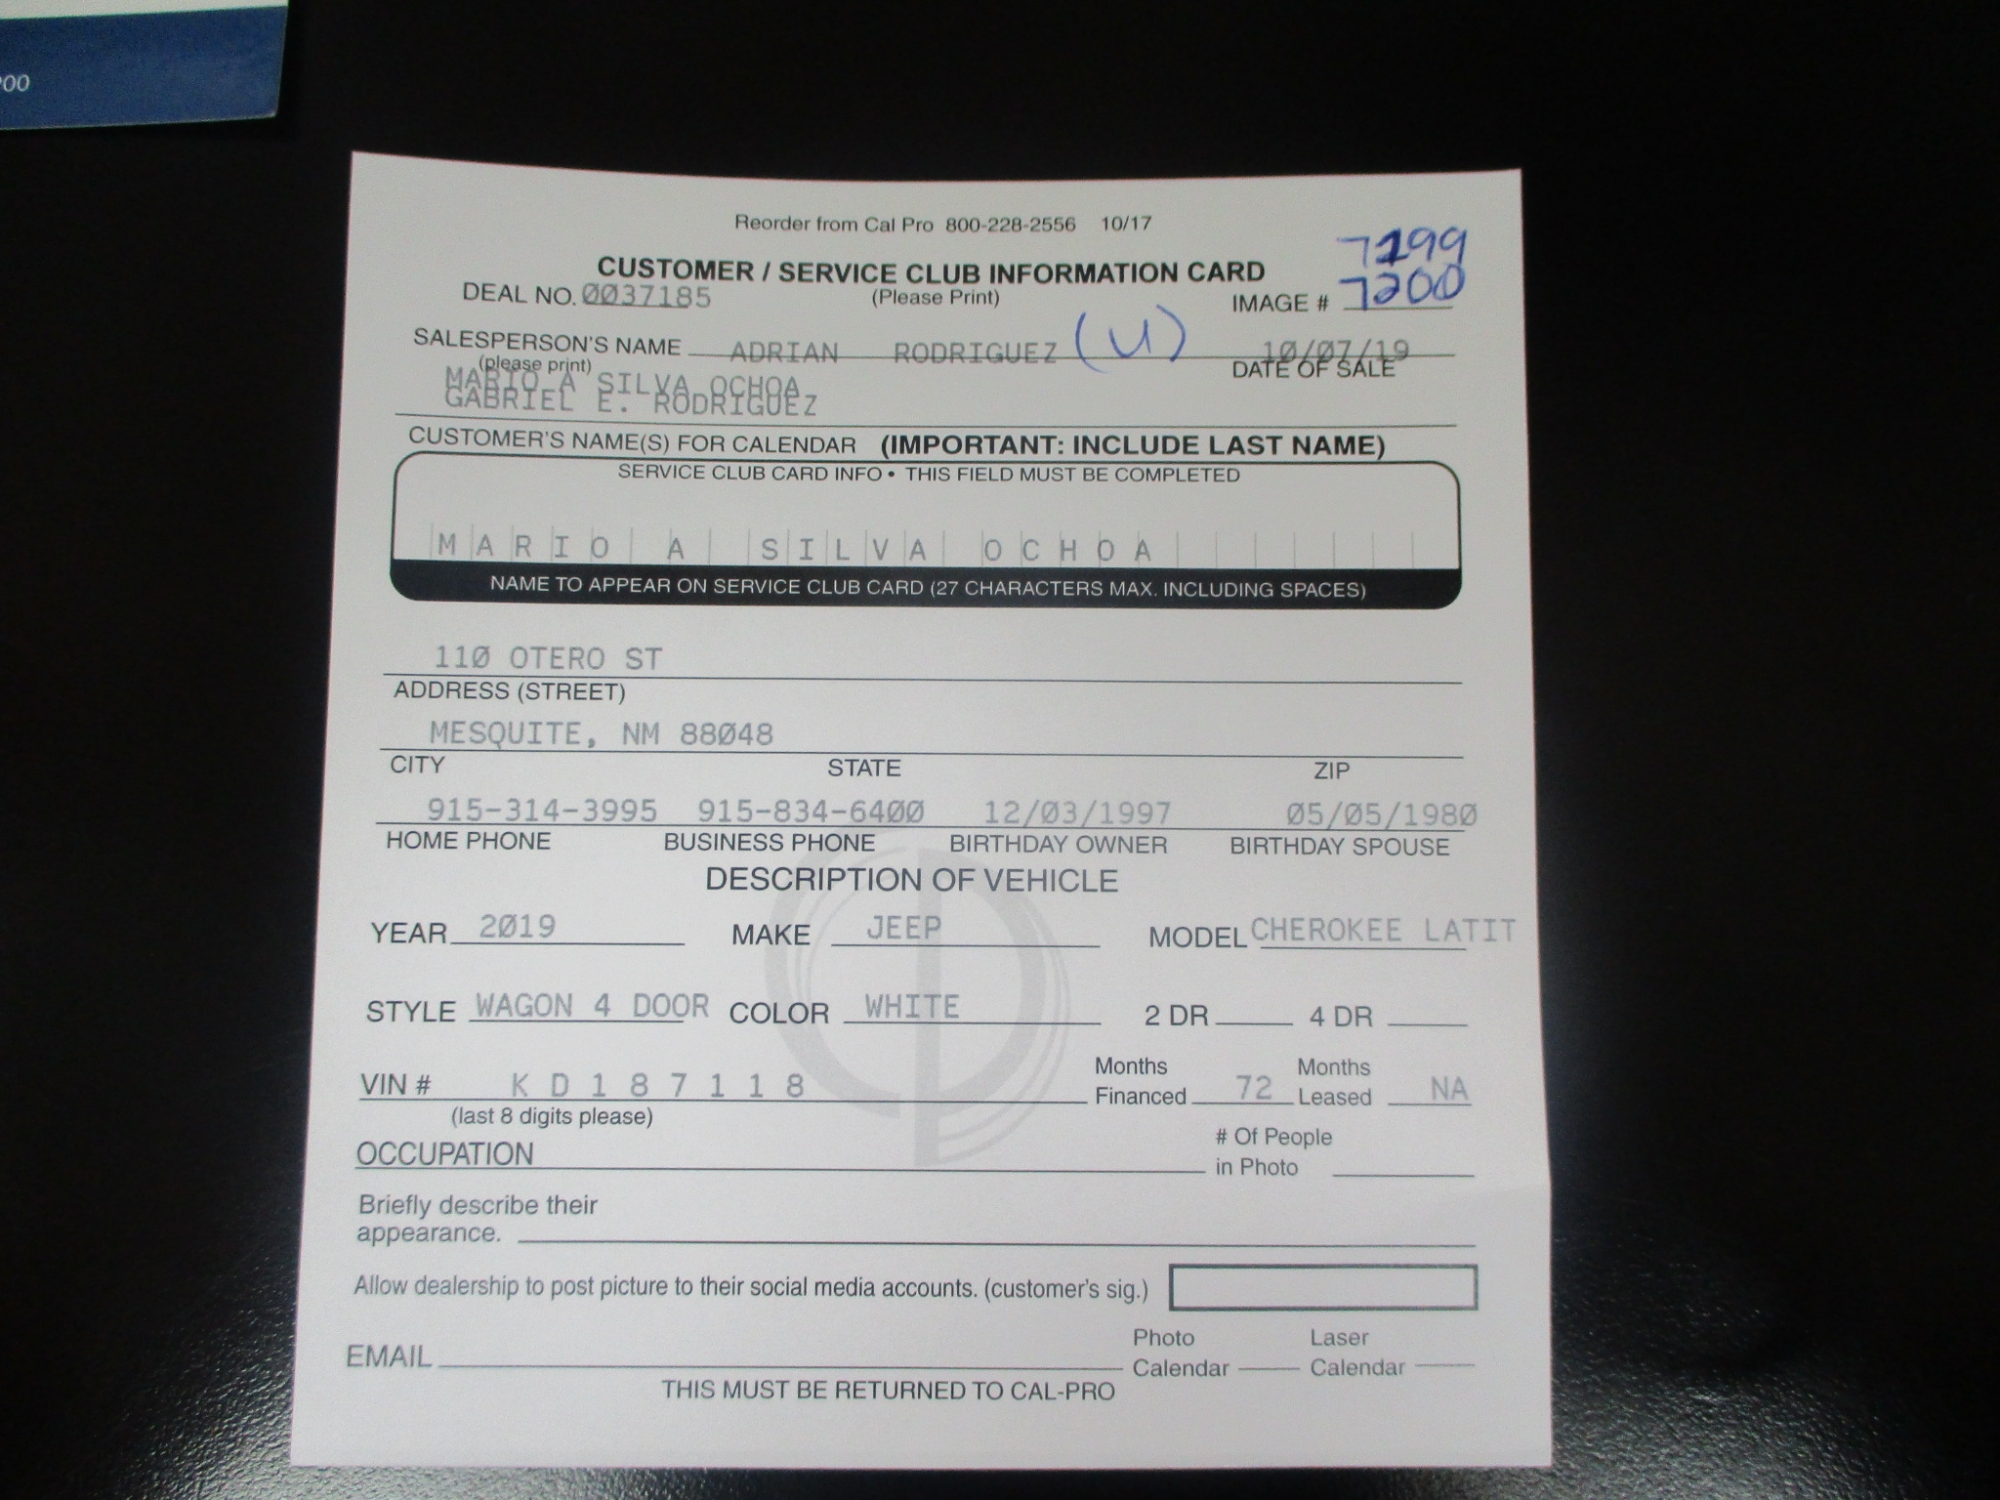 00
Reorder from Cal Pro 800-228-2556 10/17
7199
CUSTOMER / SERVICE CLUB INFORMATION CARD
DEAL NO. 0037185 (Please Print) IMAGE # 7200
SALESPERSON'S NAME ADRIAN RODRIGUEZ (U) 10/07/19
(please print) DATE OF SALE
MARIO A SILVA OCHOA
GABRIEL E. RODRIGUEZ
CUSTOMER'S NAME(S) FOR CALENDAR (IMPORTANT: INCLUDE LAST NAME)
SERVICE CLUB CARD INFO • THIS FIELD MUST BE COMPLETED
MARIO A SILVA OCHOA
NAME TO APPEAR ON SERVICE CLUB CARD (27 CHARACTERS MAX. INCLUDING SPACES)
110 OTERO ST
ADDRESS (STREET)
MESQUITE, NM 88048
CITY STATE ZIP
915-314-3995 915-834-6400 12/03/1997 05/05/1980
HOME PHONE BUSINESS PHONE BIRTHDAY OWNER BIRTHDAY SPOUSE
DESCRIPTION OF VEHICLE
YEAR 2019 MAKE JEEP MODEL CHEROKEE LATIT
STYLE WAGON 4 DOOR COLOR WHITE 2 DR 4 DR
Months Months
VIN # K D 1 8 7 1 1 8 Financed 72 Leased NA
(last 8 digits please)
# Of People
OCCUPATION in Photo
Briefly describe their
appearance.
Allow dealership to post picture to their social media accounts. (customer's sig.)
Photo Laser
EMAIL Calendar Calendar
THIS MUST BE RETURNED TO CAL-PRO